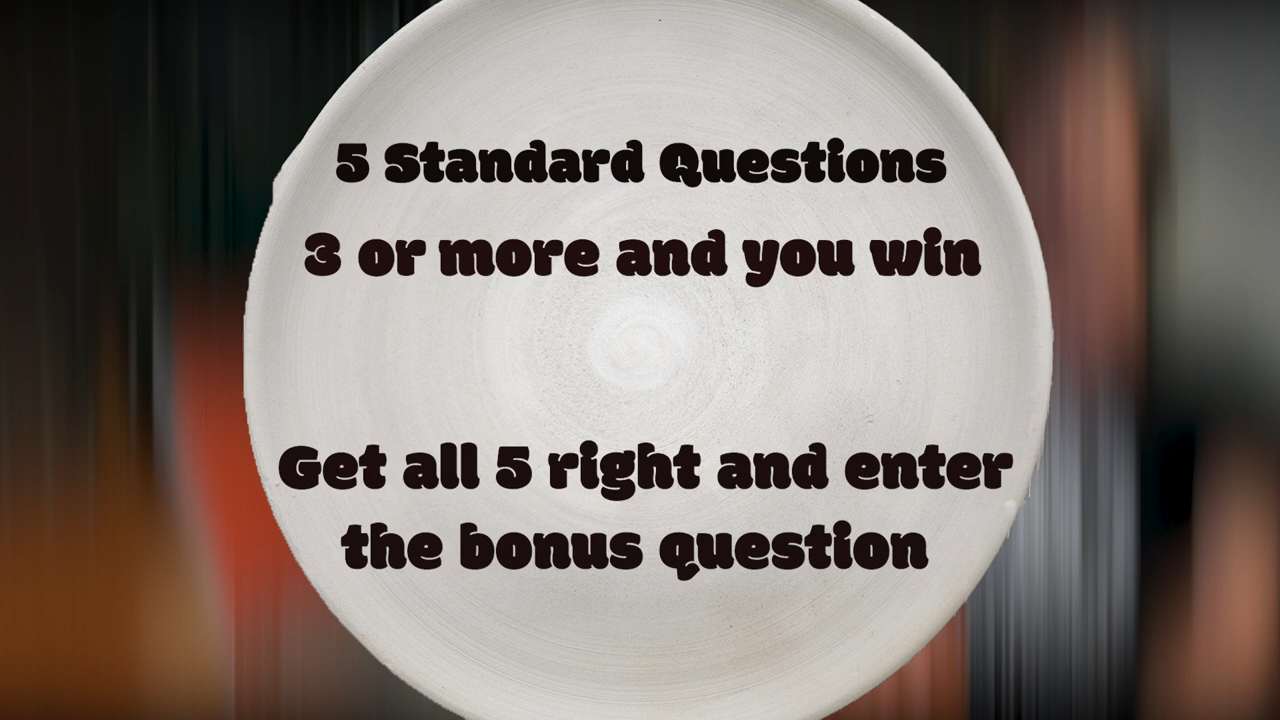 5 Standard Questions
3 or more and you win
Get all 5 right and enter
the bonus question